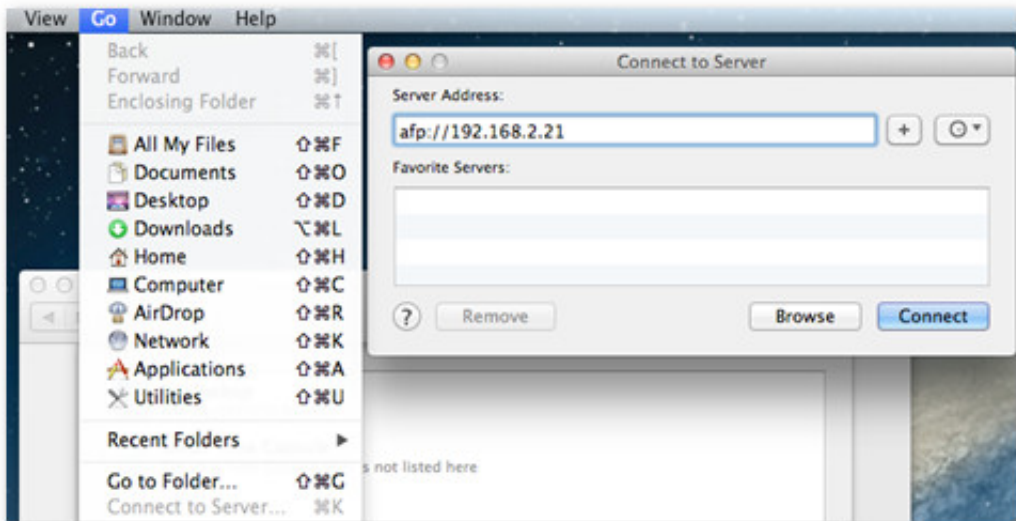 View Go Window Help
Back ⌘[
Forward ⌘]
Enclosing Folder ⌘↑
All My Files ⇧⌘F
Documents ⇧⌘O
Desktop ⇧⌘D
Downloads ⌥⌘L
Home ⇧⌘H
Computer ⇧⌘C
AirDrop ⇧⌘R
Network ⇧⌘K
Applications ⇧⌘A
Utilities ⇧⌘U
Recent Folders ▶
Go to Folder... ⇧⌘G
Connect to Server... ⌘K
Connect to Server
Server Address:
afp://192.168.2.21
+
Favorite Servers:
? Remove Browse Connect
s not listed here